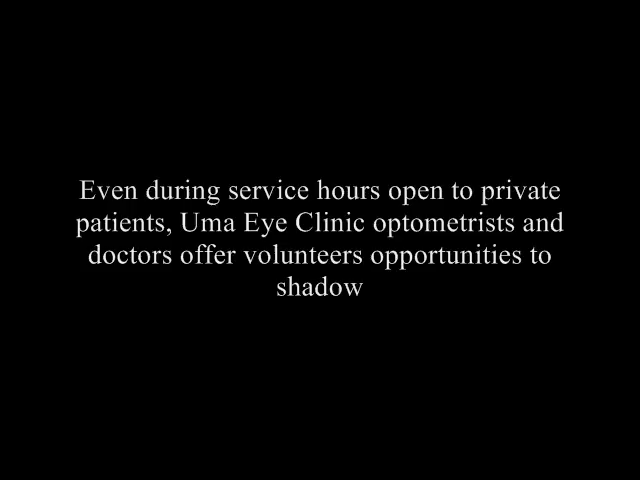 Even during service hours open to private
patients, Uma Eye Clinic optometrists and
doctors offer volunteers opportunities to
shadow